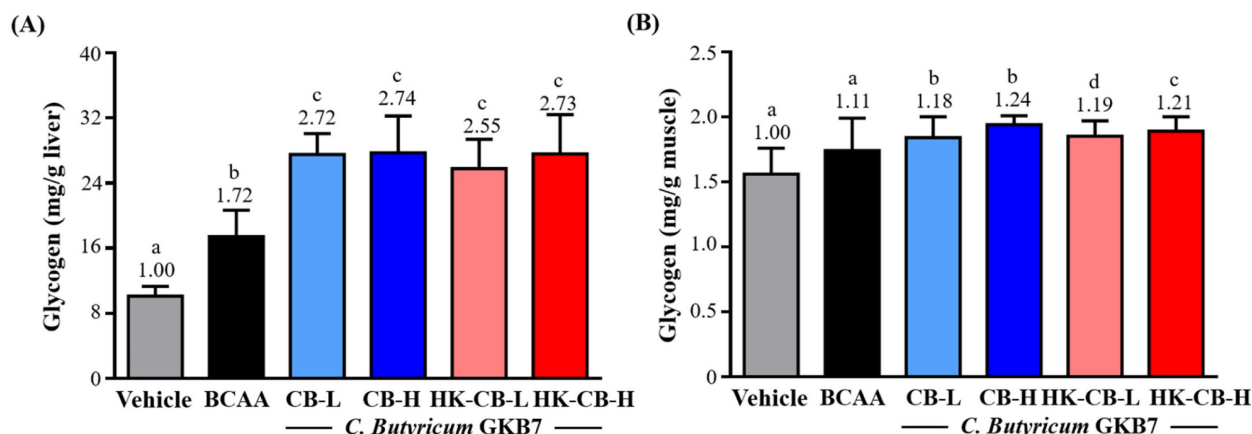 (A)
Glycogen (mg/g liver)
40
32
24
16
8
0
a
1.00
b
1.72
c
2.72
c
2.74
c
2.55
c
2.73
Vehicle BCAA CB-L CB-H HK-CB-L HK-CB-H
C. Butyricum GKB7
(B)
Glycogen (mg/g muscle)
2.5
2.0
1.5
1.0
0.5
0
a
1.00
a
1.11
b
1.18
b
1.24
d
1.19
c
1.21
Vehicle BCAA CB-L CB-H HK-CB-L HK-CB-H
C. Butyricum GKB7